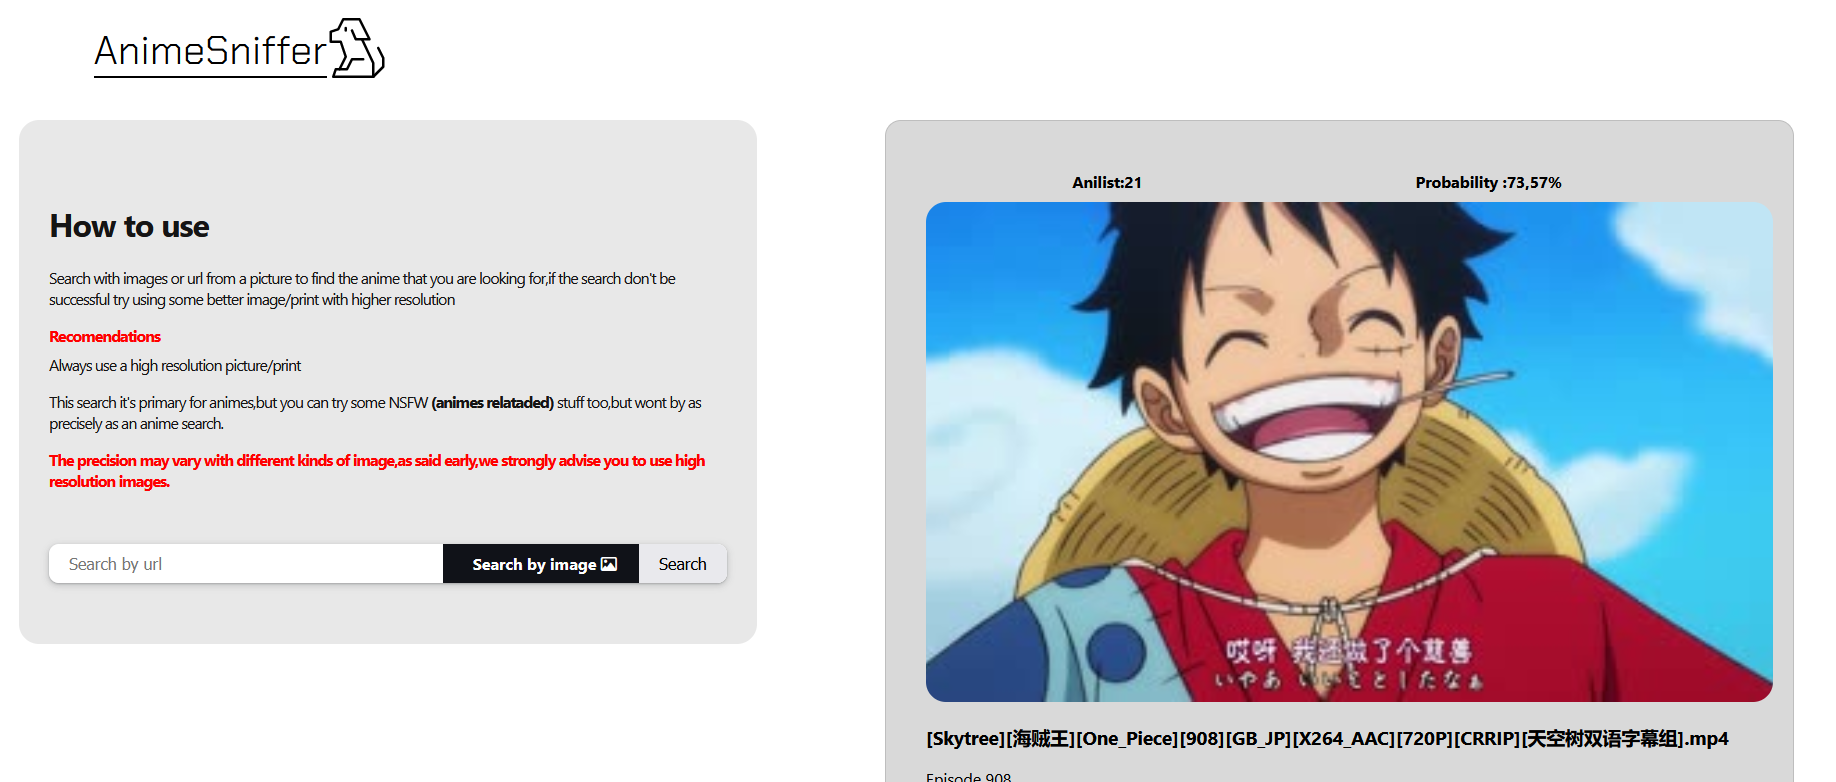 AnimeSniffer
How to use
Search with images or url from a picture to find the anime that you are looking for,if the search don't be
successful try using some better image/print with higher resolution
Recomendations
Always use a high resolution picture/print
This search it's primary for animes,but you can try some NSFW (animes relataded) stuff too,but wont by as
precisely as an anime search.
The precision may vary with different kinds of image,as said early,we strongly advise you to use high
resolution images.
Search by url
Search by image
Search
Anilist:21
Probability :73,57%
哎呀 我还做了个慈善
いやあ いいことしたなぁ
[Skytree][海贼王][One_Piece][908][GB_JP][X264_AAC][720P][CRRIP][天空树双语字幕组].mp4
Episode 908